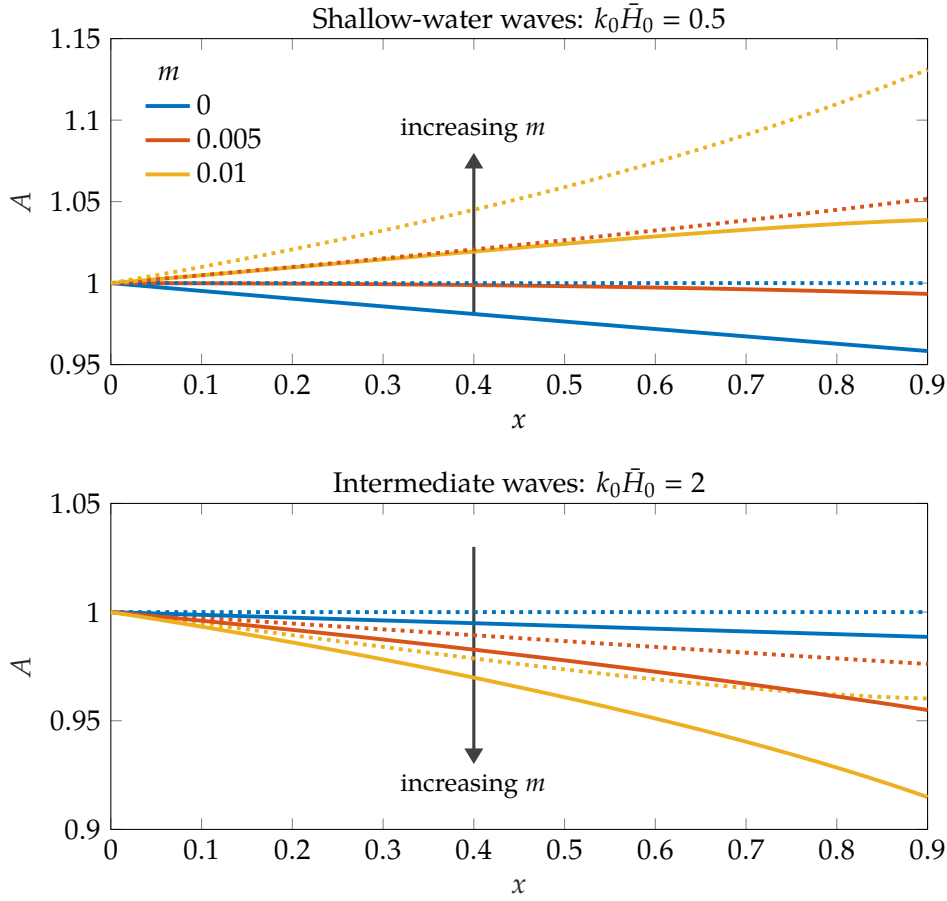 Shallow-water waves: k₀H̄₀ = 0.5
1.15
1.1
1.05
1
0.95
A
m
0
0.005
0.01
increasing m
0 0.1 0.2 0.3 0.4 0.5 0.6 0.7 0.8 0.9
x
Intermediate waves: k₀H̄₀ = 2
1.05
1
0.95
0.9
A
increasing m
0 0.1 0.2 0.3 0.4 0.5 0.6 0.7 0.8 0.9
x